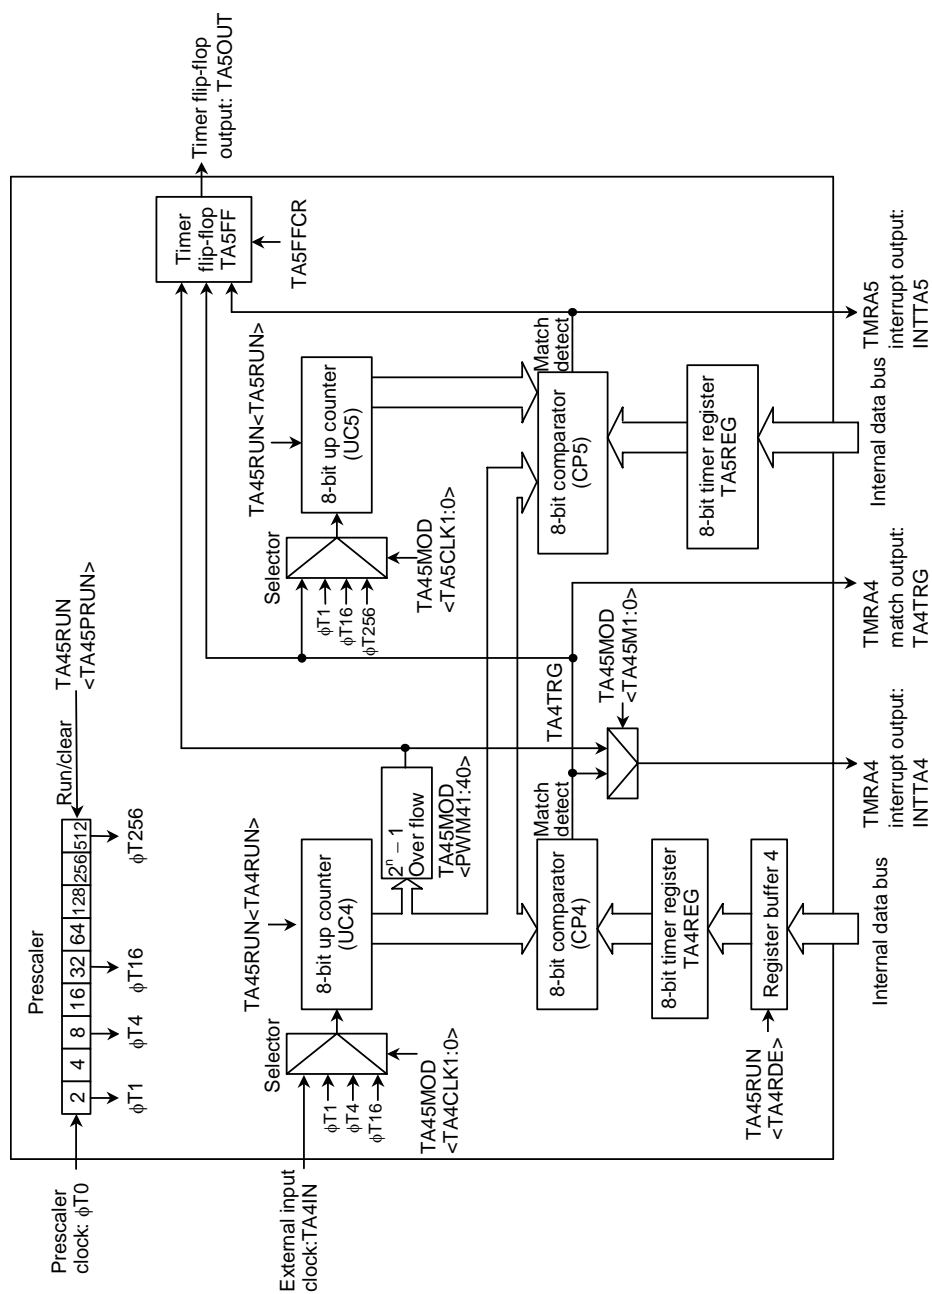 Prescaler
Prescaler
clock: ϕT0
2
4
8
16
32
64
128
256
512
Run/clear
TA45RUN
<TA45PRUN>
ϕT1
ϕT4
ϕT16
ϕT256
External input
clock:TA4IN
Selector
ϕT1
ϕT4
ϕT16
TA45MOD
<TA4CLK1:0>
TA45RUN<TA4RUN>
8-bit up counter
(UC4)
2ⁿ − 1
Over flow
TA45MOD
<PWM41:40>
Selector
ϕT1
ϕT16
ϕT256
TA45MOD
<TA5CLK1:0>
TA45RUN<TA5RUN>
8-bit up counter
(UC5)
Timer
flip-flop
TA5FF
TA5FFCR
Timer flip-flop
output: TA5OUT
8-bit comparator
(CP4)
Match
detect
TA4TRG
TA45MOD
<TA45M1:0>
8-bit comparator
(CP5)
Match
detect
8-bit timer register
TA4REG
Register buffer 4
TA45RUN
<TA4RDE>
8-bit timer register
TA5REG
Internal data bus
TMRA4
interrupt output:
INTTA4
TMRA4
match output:
TA4TRG
Internal data bus
TMRA5
interrupt output:
INTTA5